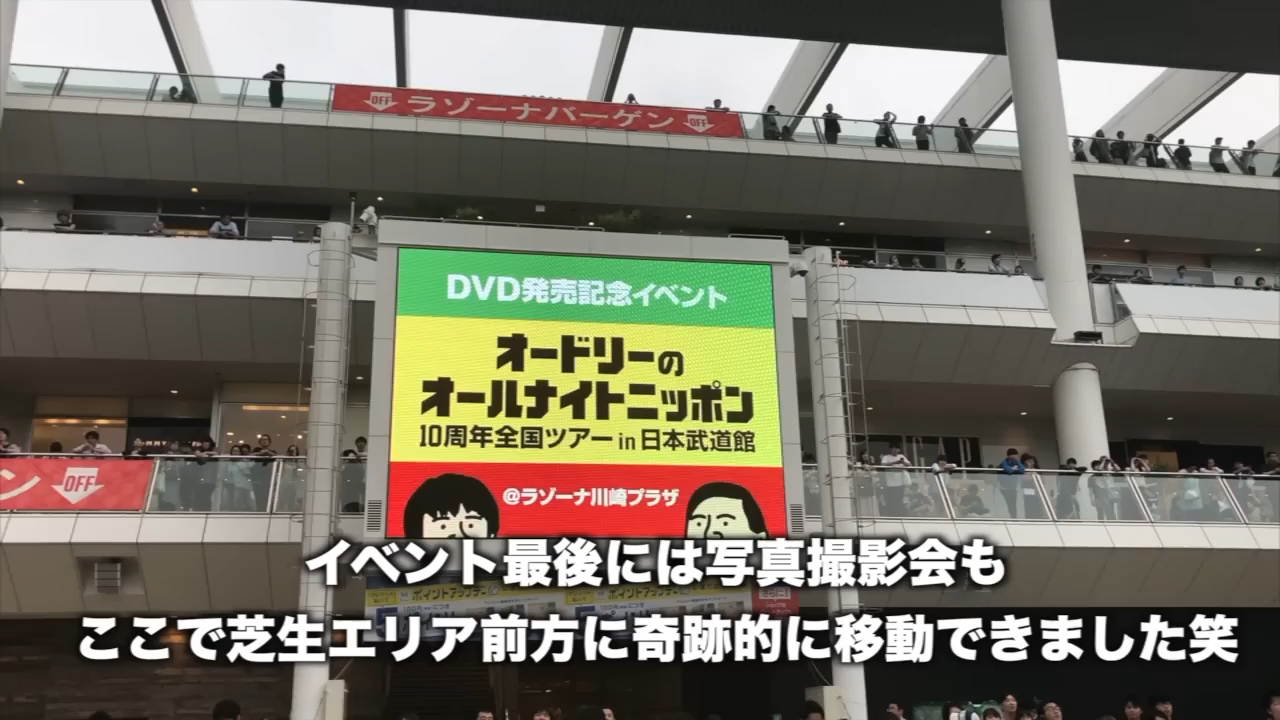 OFF ラゾーナバーゲン OFF
DVD発売記念イベント
オードリーの
オールナイトニッポン
10周年全国ツアー in 日本武道館
@ラゾーナ川崎プラザ
ン OFF
イベント最後には写真撮影会も
ここで芝生エリア前方に奇跡的に移動できました笑